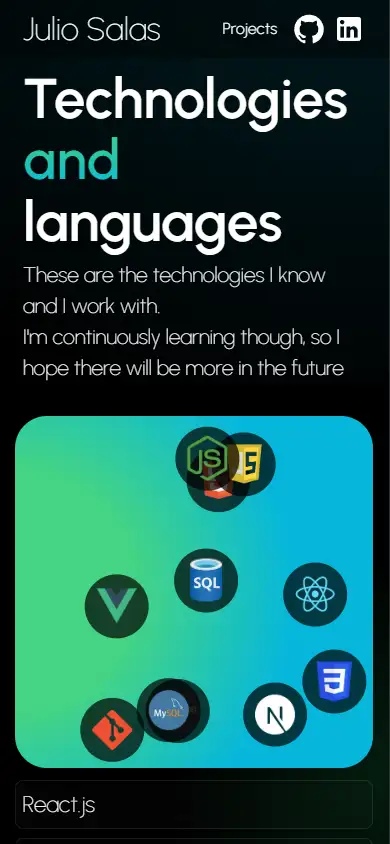 Julio Salas
Projects
in
Technologies
and
languages
These are the technologies I know
and I work with.
I'm continuously learning though, so I
hope there will be more in the future
JS
5
SQL
3
MySQL
N
React.js